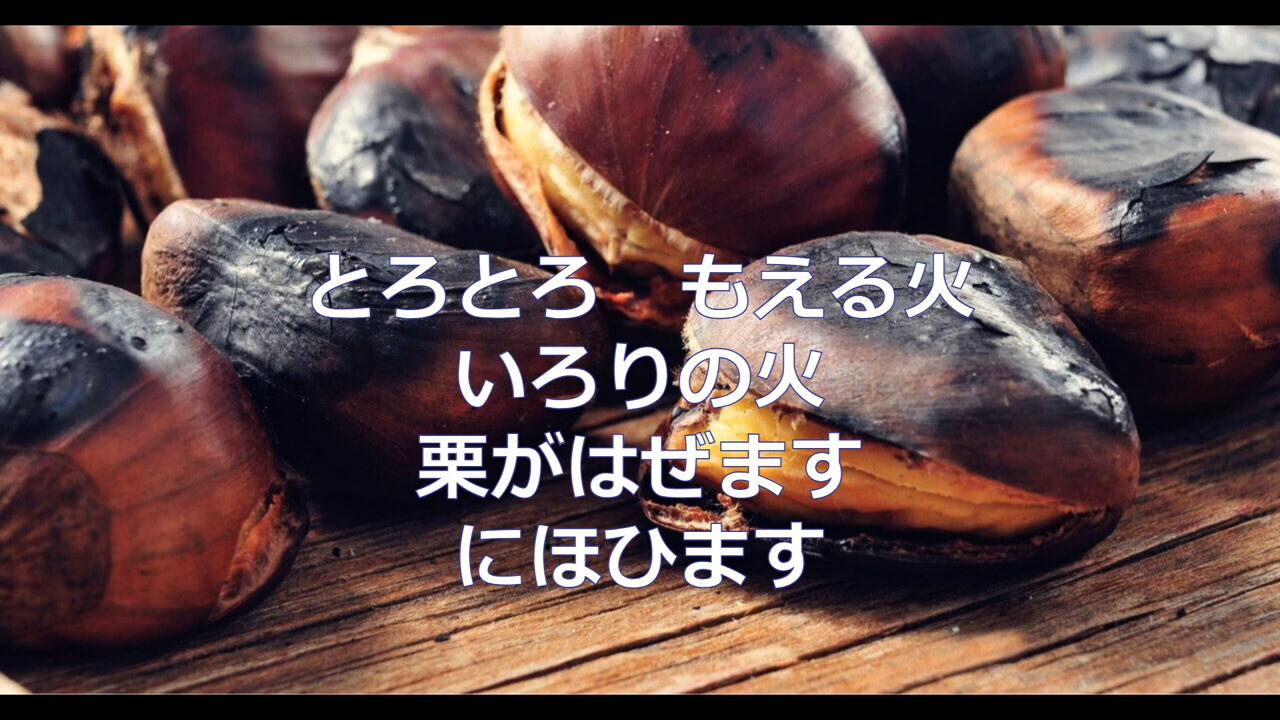 とろとろ　もえる火
いろりの火
栗がはぜます
にほひます